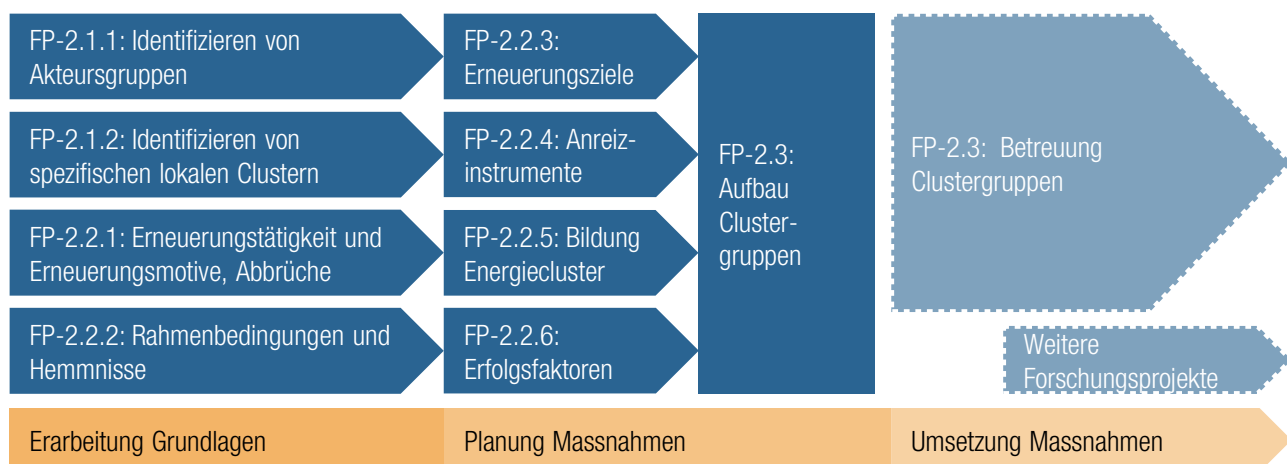 FP-2.1.1: Identifizieren von
Akteursgruppen
FP-2.1.2: Identifizieren von
spezifischen lokalen Clustern
FP-2.2.1: Erneuerungstätigkeit und
Erneuerungsmotive, Abbrüche
FP-2.2.2: Rahmenbedingungen und
Hemmnisse
FP-2.2.3:
Erneuerungsziele
FP-2.2.4: Anreiz-
instrumente
FP-2.2.5: Bildung
Energiecluster
FP-2.2.6:
Erfolgsfaktoren
FP-2.3:
Aufbau
Cluster-
gruppen
FP-2.3: Betreuung
Clustergruppen
Weitere
Forschungsprojekte
Erarbeitung Grundlagen
Planung Massnahmen
Umsetzung Massnahmen